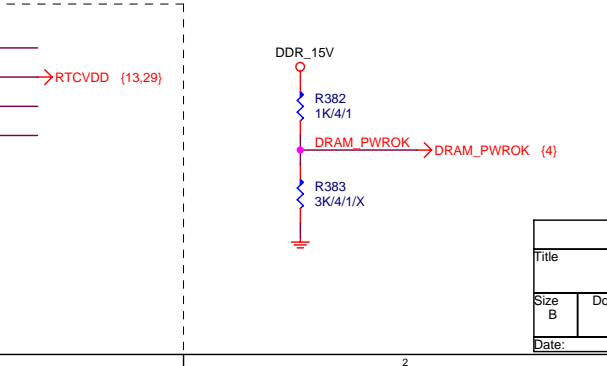 DDR_15V
RTCVDD {13,29}
R382
1K/4/1
DRAM_PWROK
DRAM_PWROK {4}
R383
3K/4/1/X
Title
Size
Do
B
Date:
2